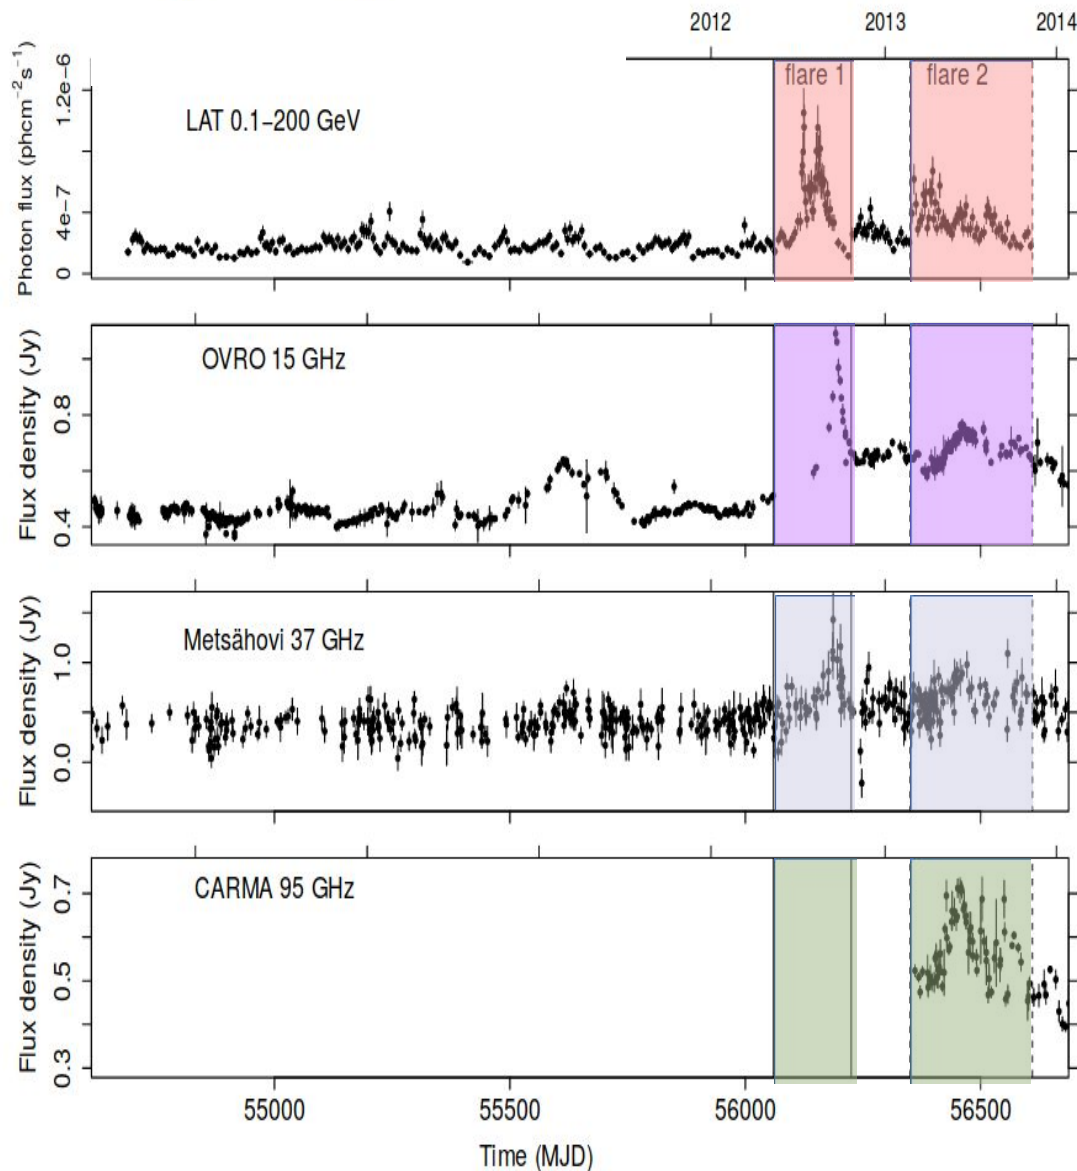 2012 2013 2014
flare 1 flare 2
LAT 0.1–200 GeV
Photon flux (phcm⁻²s⁻¹)
1.2e−6
4e−7
0
OVRO 15 GHz
Flux density (Jy)
0.8
0.4
Metsähovi 37 GHz
Flux density (Jy)
1.0
0.0
CARMA 95 GHz
Flux density (Jy)
0.7
0.5
0.3
55000 55500 56000 56500
Time (MJD)